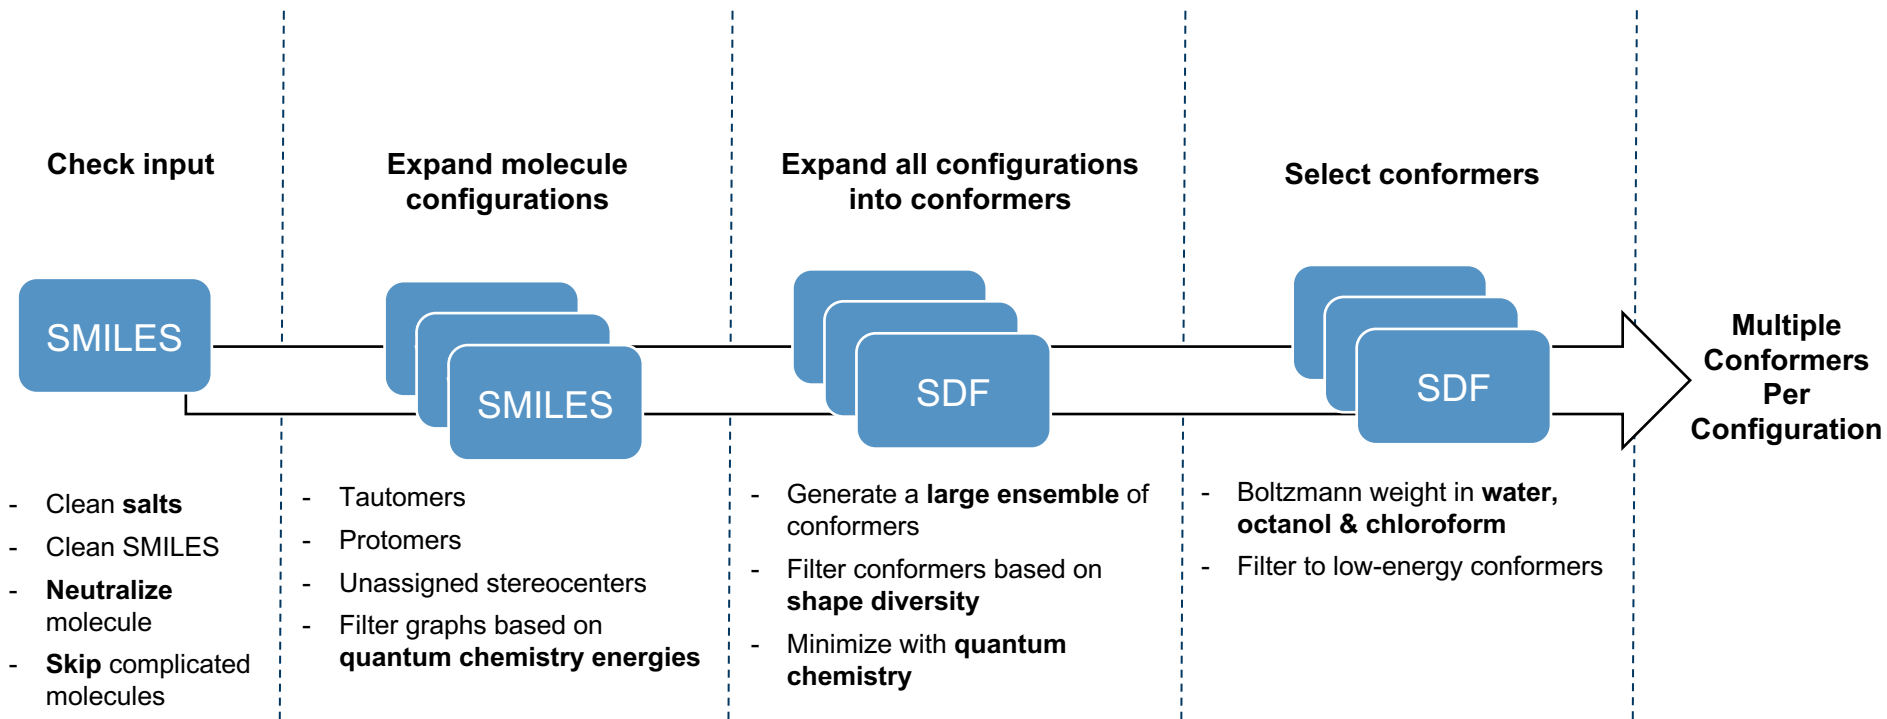 Check input
SMILES
- Clean salts
- Clean SMILES
- Neutralize
molecule
- Skip complicated
molecules
Expand molecule
configurations
SMILES
- Tautomers
- Protomers
- Unassigned stereocenters
- Filter graphs based on
quantum chemistry energies
Expand all configurations
into conformers
SDF
- Generate a large ensemble of
conformers
- Filter conformers based on
shape diversity
- Minimize with quantum
chemistry
Select conformers
SDF
- Boltzmann weight in water,
octanol & chloroform
- Filter to low-energy conformers
Multiple
Conformers
Per
Configuration